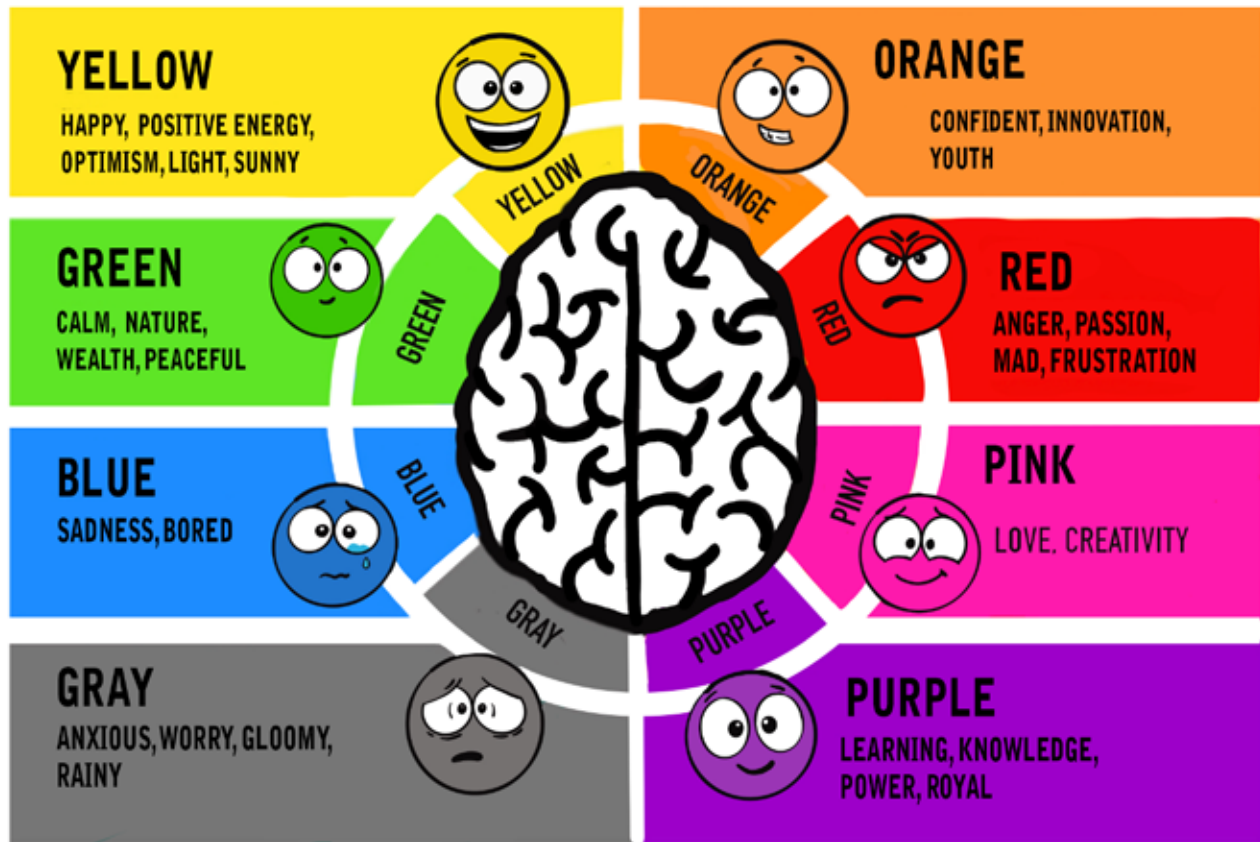 YELLOW
HAPPY, POSITIVE ENERGY,
OPTIMISM, LIGHT, SUNNY
ORANGE
CONFIDENT, INNOVATION,
YOUTH
GREEN
CALM, NATURE,
WEALTH, PEACEFUL
RED
ANGER, PASSION,
MAD, FRUSTRATION
BLUE
SADNESS, BORED
PINK
LOVE. CREATIVITY
GRAY
ANXIOUS, WORRY, GLOOMY,
RAINY
PURPLE
LEARNING, KNOWLEDGE,
POWER, ROYAL
YELLOW
ORANGE
GREEN
RED
BLUE
PINK
GRAY
PURPLE